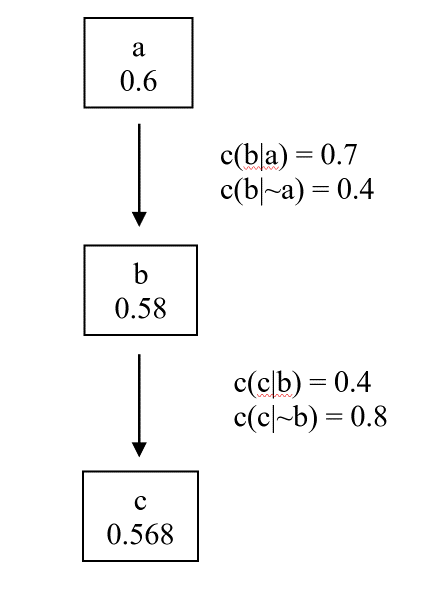 a
0.6
c(b|a) = 0.7
c(b|~a) = 0.4
b
0.58
c(c|b) = 0.4
c(c|~b) = 0.8
c
0.568